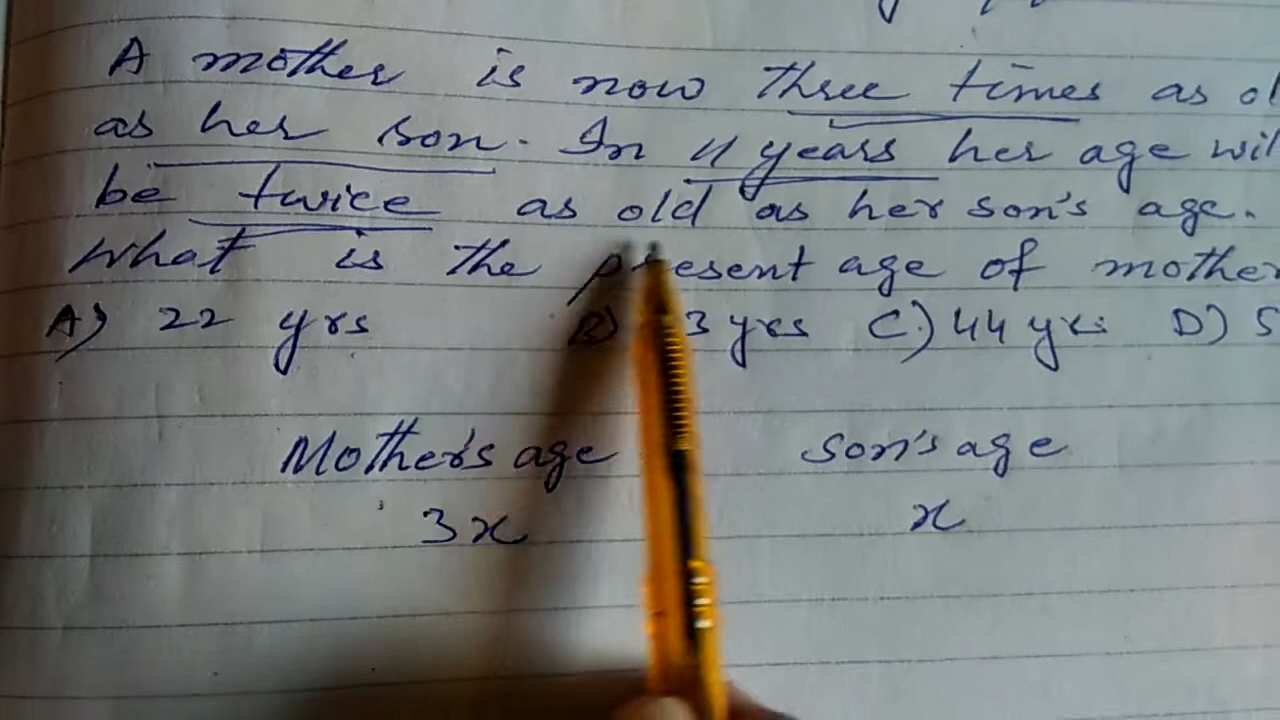 A mother is now three times as ol
as her son. In 11 years her age wil
be twice as old as her son's age.
What is the present age of mother
A) 22 yrs B) 3 yrs C) 44 yrs D) 5
Mother's age Son's age
3x x